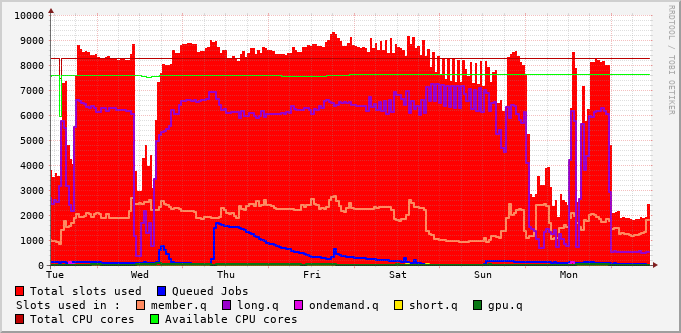 10000
9000
8000
7000
6000
5000
4000
3000
2000
1000
0
Tue Wed Thu Fri Sat Sun Mon
RRDTOOL / TOBI OETIKER
Total slots used Queued Jobs
Slots used in : member.q long.q ondemand.q short.q gpu.q
Total CPU cores Available CPU cores